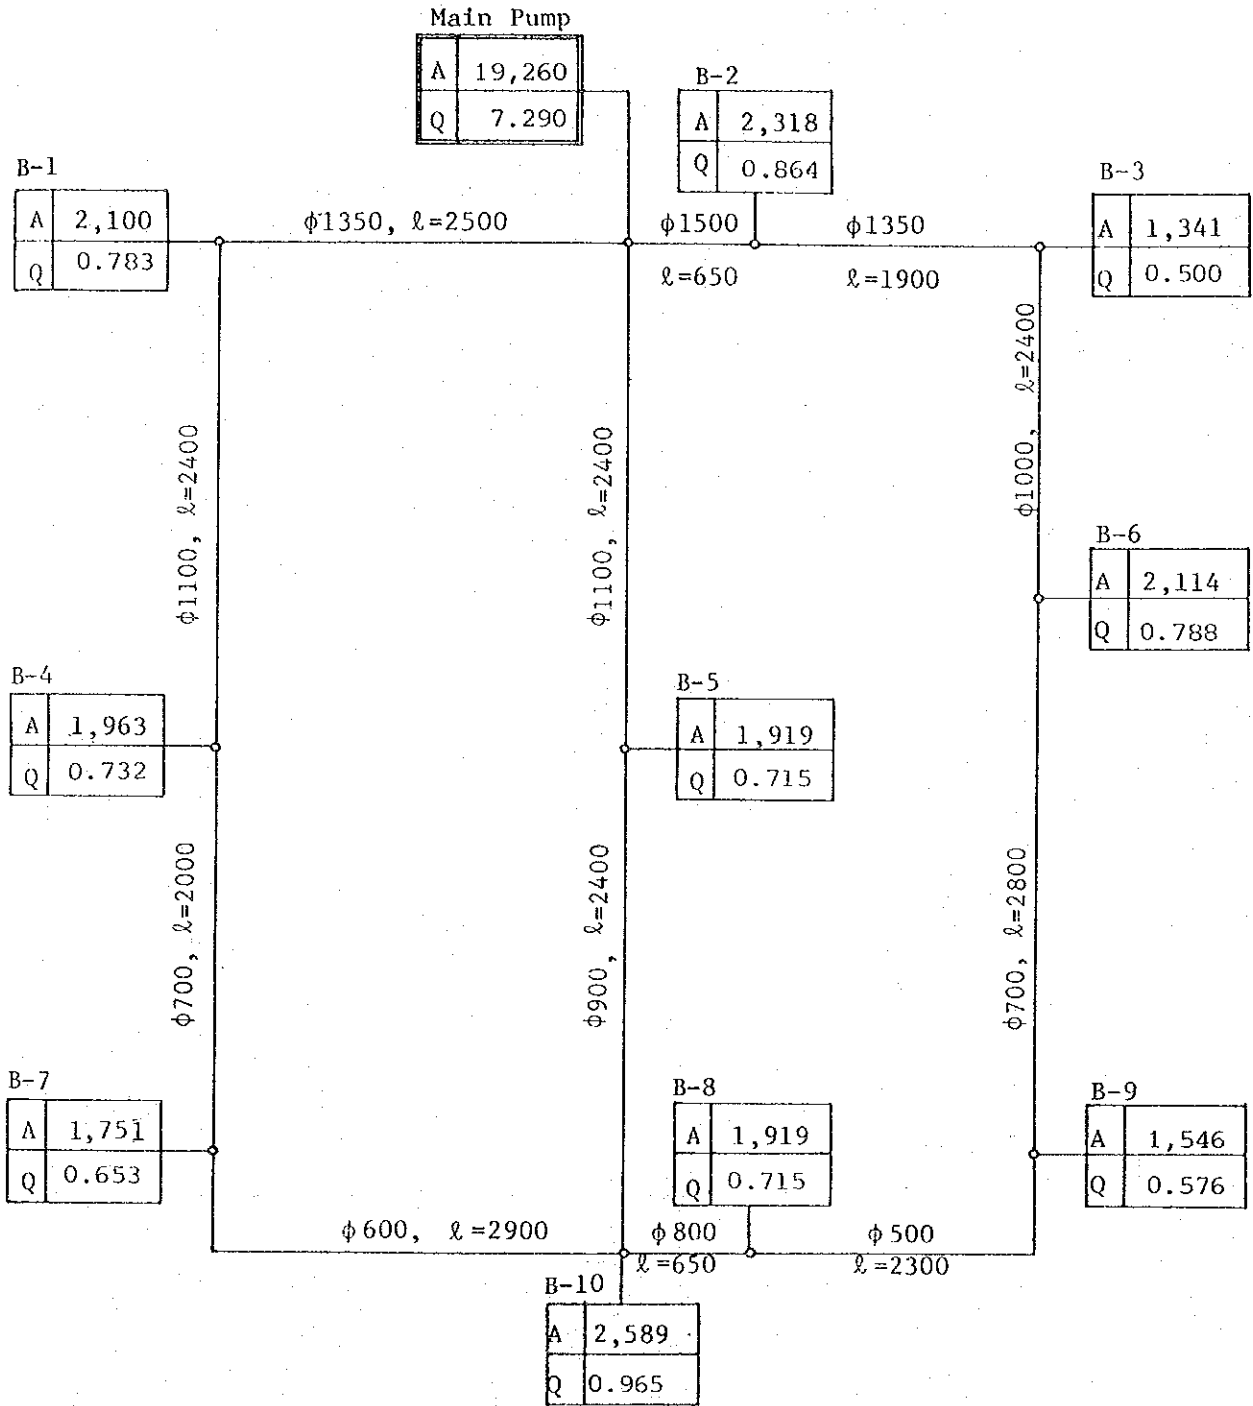 Main Pump
A 19,260
Q 7.290
B-2
A 2,318
Q 0.864
B-1
A 2,100
Q 0.783
B-3
A 1,341
Q 0.500
ϕ1350, ℓ=2500
ϕ1500
ℓ=650
ϕ1350
ℓ=1900
ϕ1100, ℓ=2400
ϕ1100, ℓ=2400
ϕ1000, ℓ=2400
B-6
A 2,114
Q 0.788
B-4
A 1,963
Q 0.732
B-5
A 1,919
Q 0.715
ϕ700, ℓ=2000
ϕ900, ℓ=2400
ϕ700, ℓ=2800
B-7
A 1,751
Q 0.653
B-8
A 1,919
Q 0.715
B-9
A 1,546
Q 0.576
ϕ600, ℓ=2900
ϕ800
ℓ=650
ϕ500
ℓ=2300
B-10
A 2,589
Q 0.965